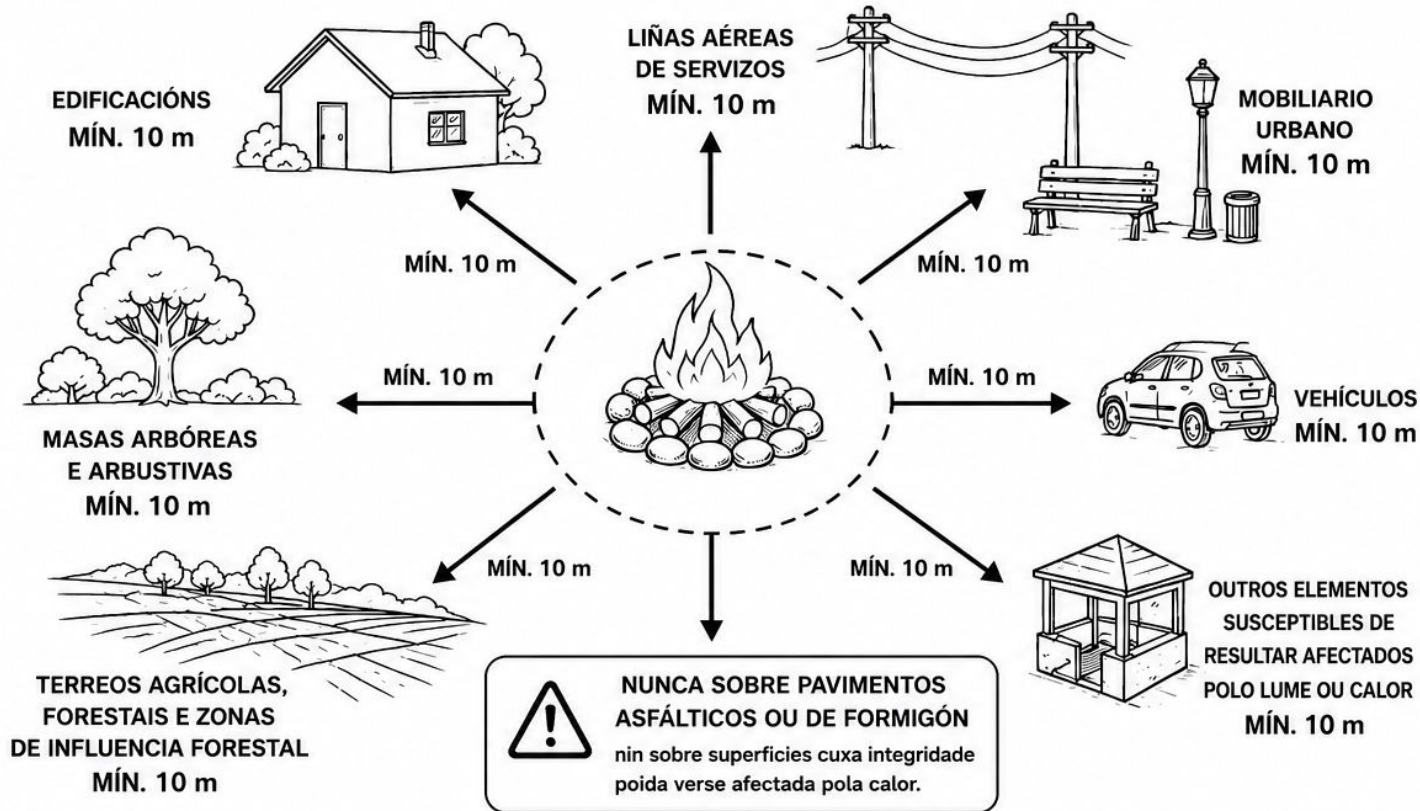 EDIFICACIÓNS
MÍN. 10 m
LIÑAS AÉREAS
DE SERVIZOS
MÍN. 10 m
MOBILIARIO
URBANO
MÍN. 10 m
MÍN. 10 m
MÍN. 10 m
MÍN. 10 m
MÍN. 10 m
MASAS ARBÓREAS
E ARBUSTIVAS
MÍN. 10 m
VEHÍCULOS
MÍN. 10 m
MÍN. 10 m
MÍN. 10 m
TERREOS AGRÍCOLAS,
FORESTAIS E ZONAS
DE INFLUENCIA FORESTAL
MÍN. 10 m
NUNCA SOBRE PAVIMENTOS
ASFÁLTICOS OU DE FORMIGÓN
nin sobre superficies cuxa integridade
poida verse afectada pola calor.
OUTROS ELEMENTOS
SUSCEPTIBLES DE
RESULTAR AFECTADOS
POLO LUME OU CALOR
MÍN. 10 m